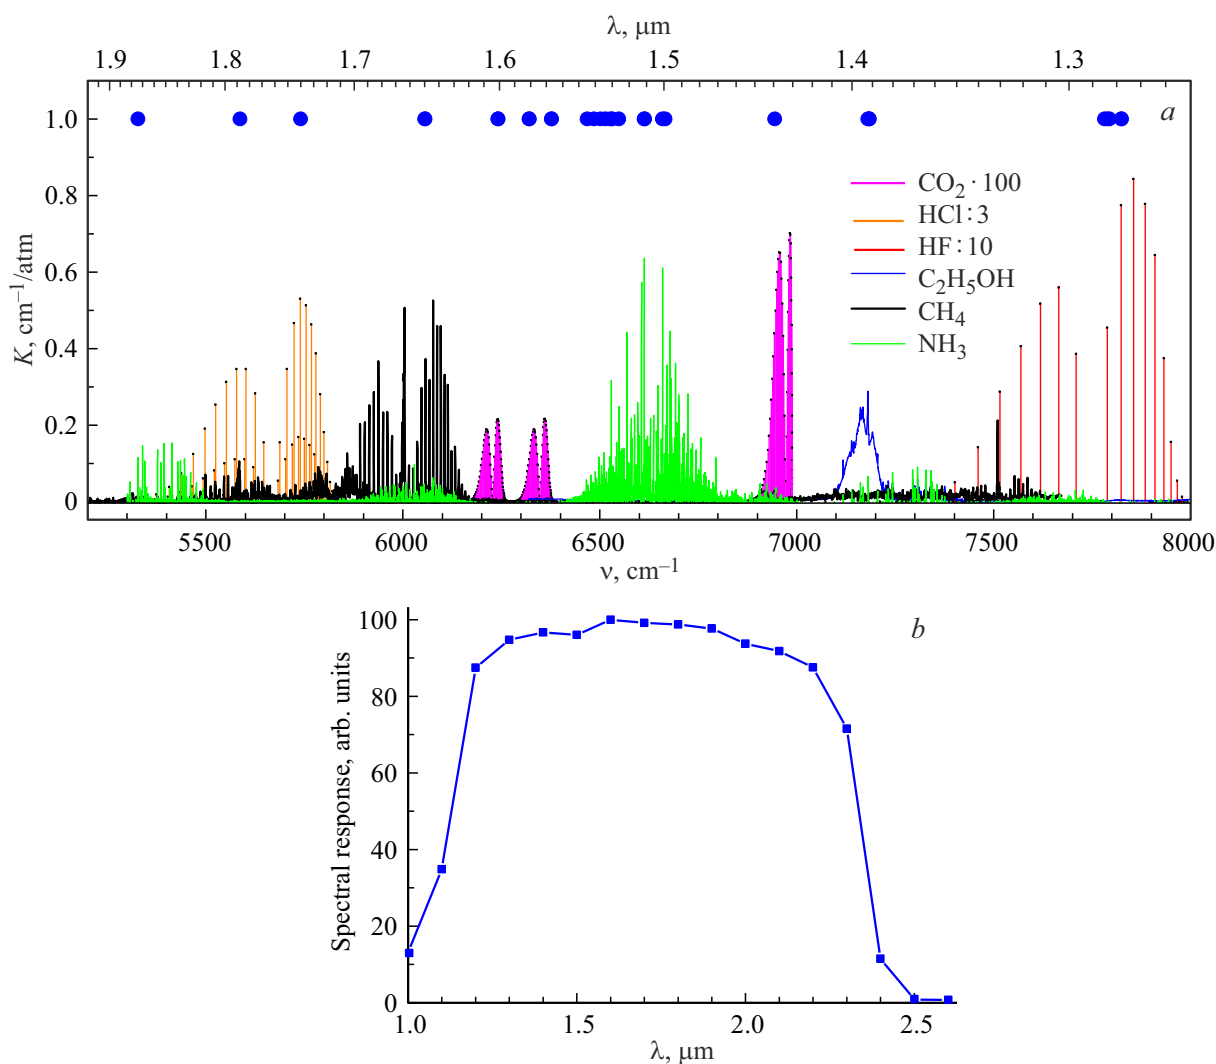 λ, μm
1.9 1.8 1.7 1.6 1.5 1.4 1.3
1.0
a
0.8
0.6
0.4
0.2
0
K, cm⁻¹/atm
CO₂ · 100
HCl : 3
HF : 10
C₂H₅OH
CH₄
NH₃
5500 6000 6500 7000 7500 8000
ν, cm⁻¹
100
b
80
60
40
20
0
Spectral response, arb. units
1.0 1.5 2.0 2.5
λ, μm